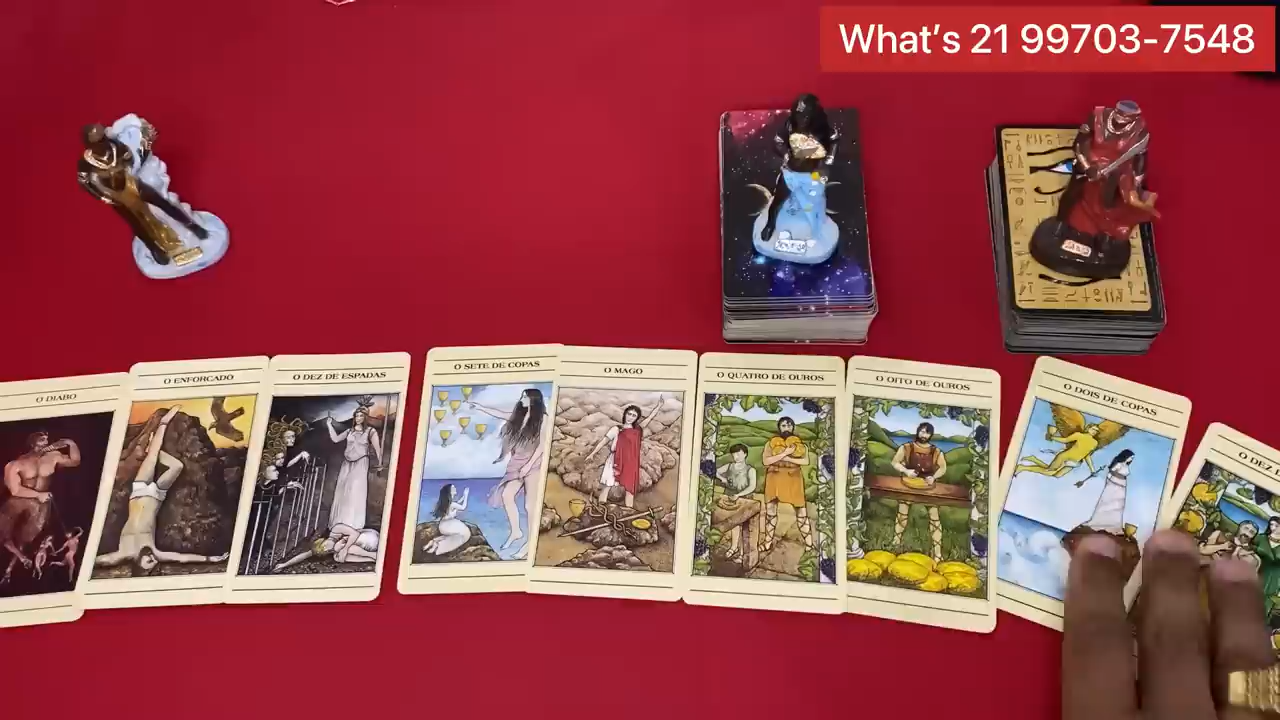 What's 21 99703-7548
O DIABO
O ENFORCADO
O DEZ DE ESPADAS
O SETE DE COPAS
O MAGO
O QUATRO DE OUROS
O OITO DE OUROS
O DOIS DE COPAS
O DEZ